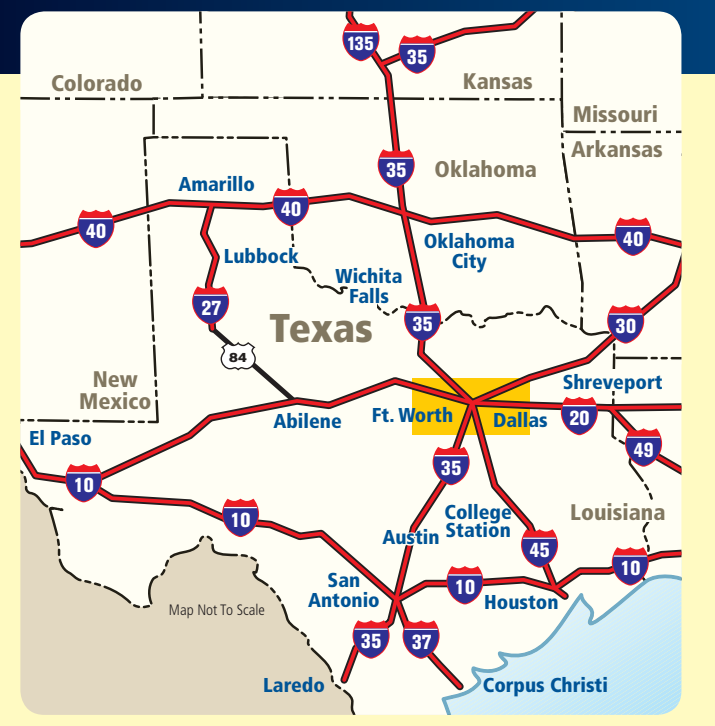 135
35
Colorado
Kansas
Missouri
Arkansas
35
Oklahoma
Amarillo
40
40
40
Oklahoma
City
Lubbock
Wichita
Falls
27
35
30
Texas
84
New
Mexico
Shreveport
Abilene
Ft. Worth
Dallas
20
El Paso
49
35
10
10
College
Station
Louisiana
Austin
45
10
San
Antonio
10
Houston
Map Not To Scale
35
37
Laredo
Corpus Christi